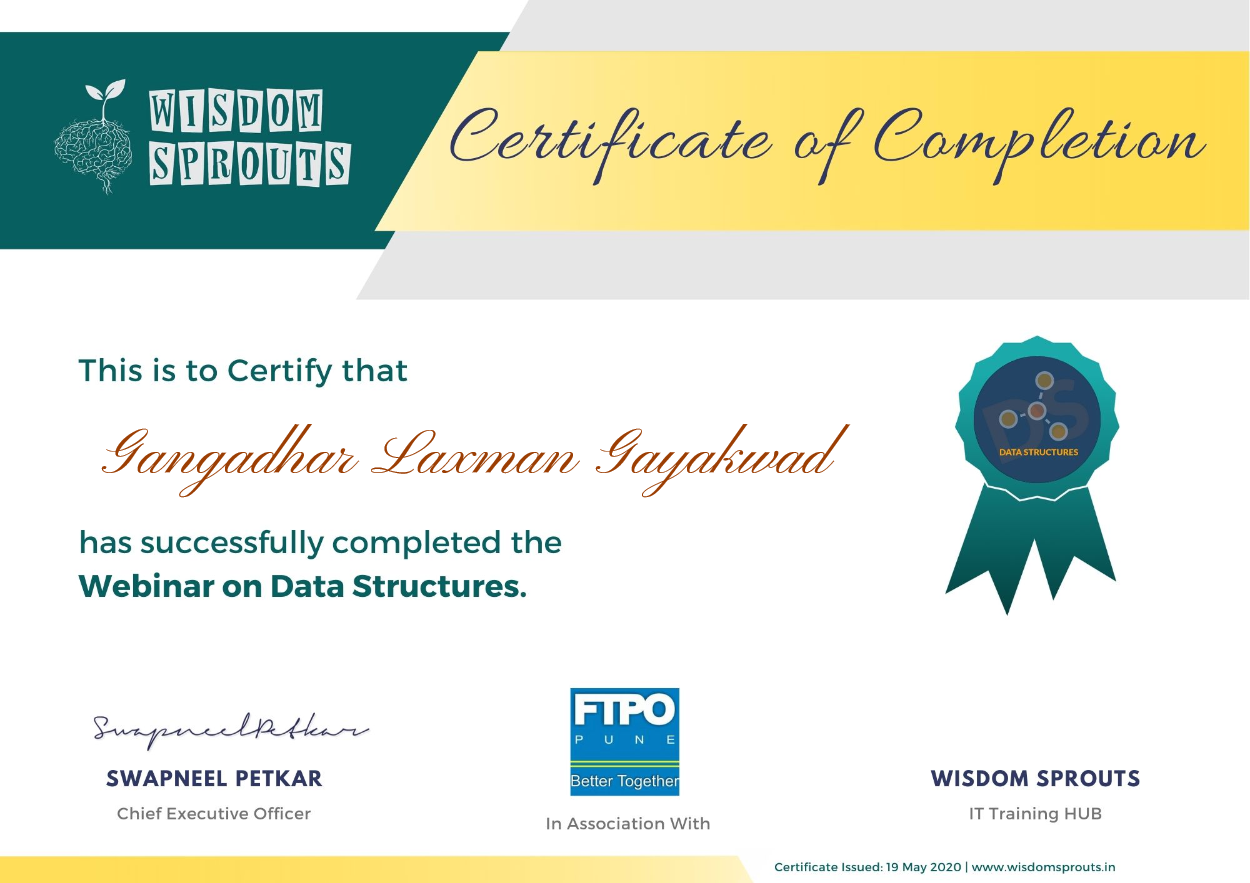 WISDOM
SPROUTS
Certificate of Completion
This is to Certify that
Gangadhar Laxman Gayakwad
has successfully completed the
Webinar on Data Structures.
DS
DATA STRUCTURES
SwapneelPetkar
SWAPNEEL PETKAR
Chief Executive Officer
FTPO
PUNE
Better Together
In Association With
WISDOM SPROUTS
IT Training HUB
Certificate Issued: 19 May 2020 | www.wisdomsprouts.in